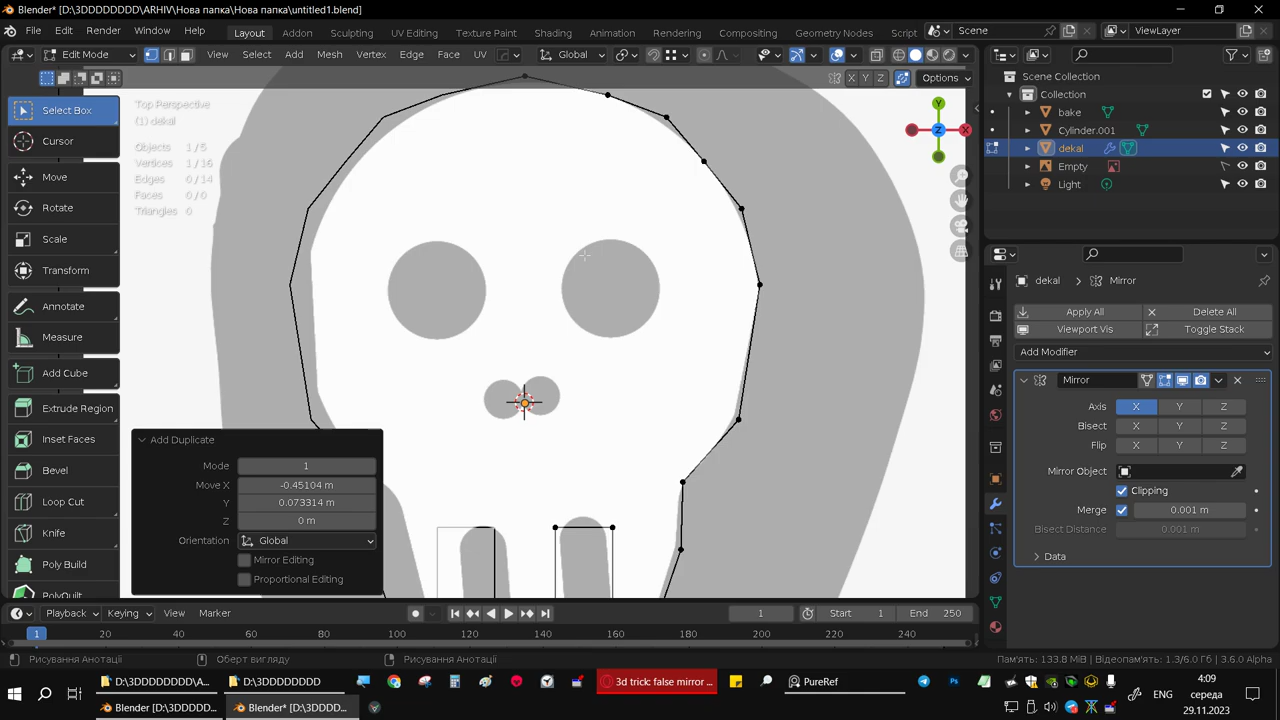 Blender* [D:\3DDDDDDDD\ARHIV\Нова папка\Нова папка\untitled1.blend]
File Edit Render Window Help Layout Addon Sculpting UV Editing Texture Paint Shading Animation Rendering Compositing Geometry Nodes Scripting Scene ViewLayer
Edit Mode View Select Add Mesh Vertex Edge Face UV Global
X Y Z Options
Select Box
Cursor
Move
Rotate
Scale
Transform
Annotate
Measure
Add Cube
Extrude Region
Inset Faces
Bevel
Loop Cut
Knife
Poly Build
PolyQuilt
Top Perspective
(1) dekal
Objects 1/5
Vertices 1/16
Edges 0/14
Faces 0/0
Triangles 0
Y
Z X
Add Duplicate
Mode 1
Move X -0.45104 m
Y 0.073314 m
Z 0 m
Orientation Global
Mirror Editing
Proportional Editing
Scene Collection
Collection
bake
Cylinder.001
dekal
Empty
Light
dekal Mirror
Apply All Delete All
Viewport Vis Toggle Stack
Add Modifier
Mirror
Axis X Y Z
Bisect X Y Z
Flip X Y Z
Mirror Object
Clipping
Merge 0.001 m
Bisect Distance 0.001 m
Data
Playback Keying View Marker 1 Start 1 End 250
1 20 40 60 80 100 120 140 160 180 200 220 240
Рисування Анотації Оберт вигляду Рисування Анотації Пам'ять: 133.8 MiB | Відеопам'ять: 1.3/6.0 Гіб | 3.6.0 Alpha
D:\3DDDDDDDD\A... D:\3DDDDDDDD 3d trick: false mirror ... PureRef
Blender [D:\3DDDD... Blender* [D:\3DDDD...
ENG
4:09
середа
29.11.2023